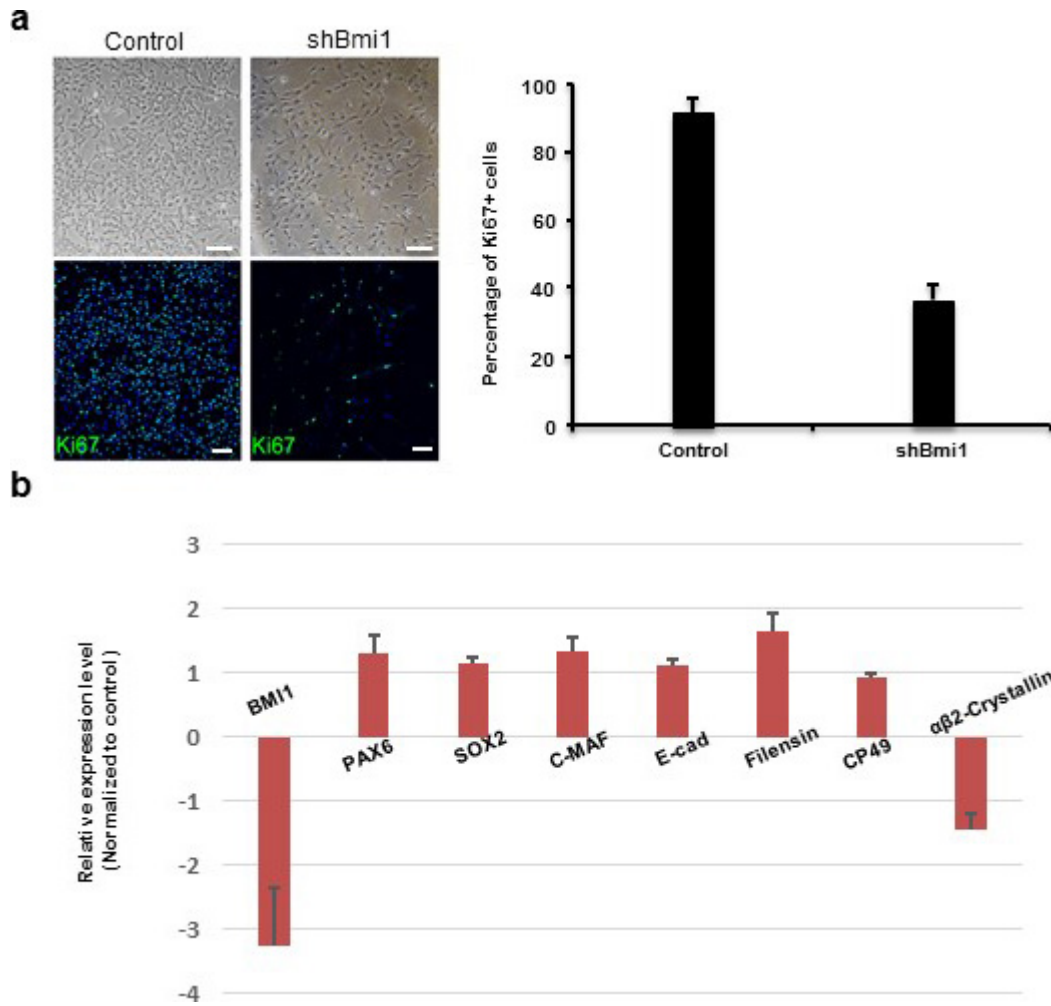 a
Control
shBmi1
Ki67
Ki67
Percentage of Ki67+ cells
100
80
60
40
20
0
Control
shBmi1
b
Relative expression level
(Normalized to control)
3
2
1
0
-1
-2
-3
-4
BMI1
PAX6
SOX2
C-MAF
E-cad
Filensin
CP49
αβ2-Crystallin